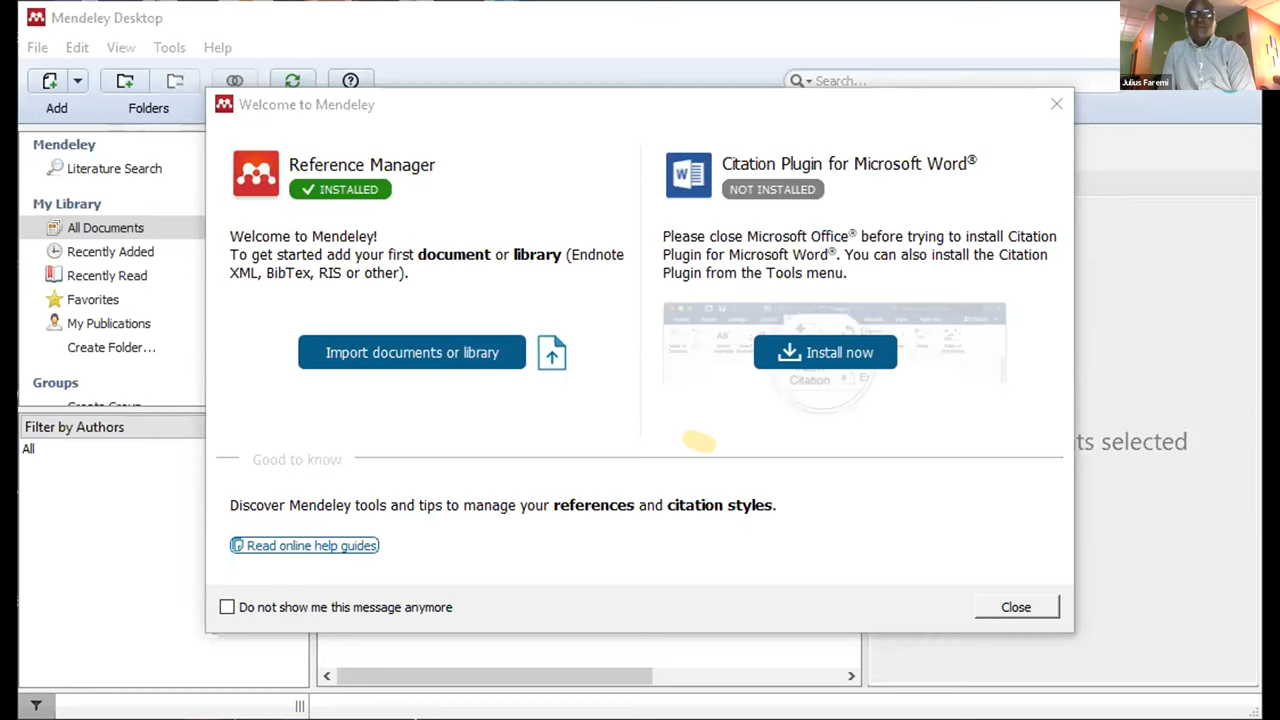 Mendeley Desktop
File Edit View Tools Help
Search...
Add
Folders
Julius Faremi
Mendeley
Literature Search
My Library
All Documents
Recently Added
Recently Read
Favorites
My Publications
Create Folder...
Groups
Create Group
Filter by Authors
All
Welcome to Mendeley
Reference Manager
INSTALLED
Welcome to Mendeley!
To get started add your first document or library (Endnote
XML, BibTex, RIS or other).
Import documents or library
Citation Plugin for Microsoft Word®
NOT INSTALLED
Please close Microsoft Office® before trying to install Citation
Plugin for Microsoft Word®. You can also install the Citation
Plugin from the Tools menu.
Install now
Citation
Good to know
Discover Mendeley tools and tips to manage your references and citation styles.
Read online help guides
Do not show me this message anymore
Close
ts selected